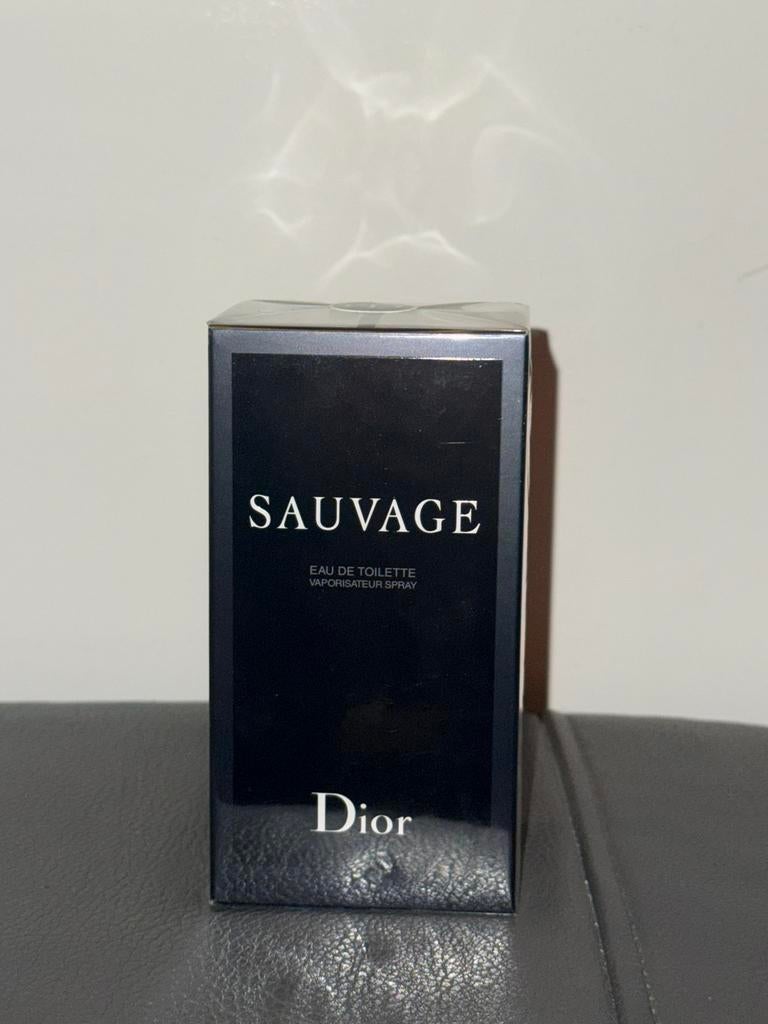 SAUVAGE
EAU DE TOILETTE
VAPORISATEUR SPRAY
Dior